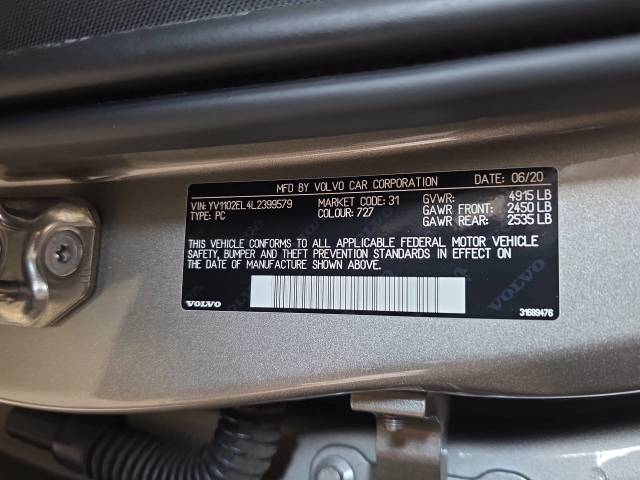 MFD BY VOLVO CAR CORPORATION DATE: 06/20
VIN: YV1102EL4L2399579 MARKET CODE: 31 GVWR: 4915 LB
TYPE: PC COLOUR: 727 GAWR FRONT: 2450 LB
GAWR REAR: 2535 LB
THIS VEHICLE CONFORMS TO ALL APPLICABLE FEDERAL MOTOR VEHICLE
SAFETY, BUMPER AND THEFT PREVENTION STANDARDS IN EFFECT ON
THE DATE OF MANUFACTURE SHOWN ABOVE.
VOLVO 31669476
VOLVO